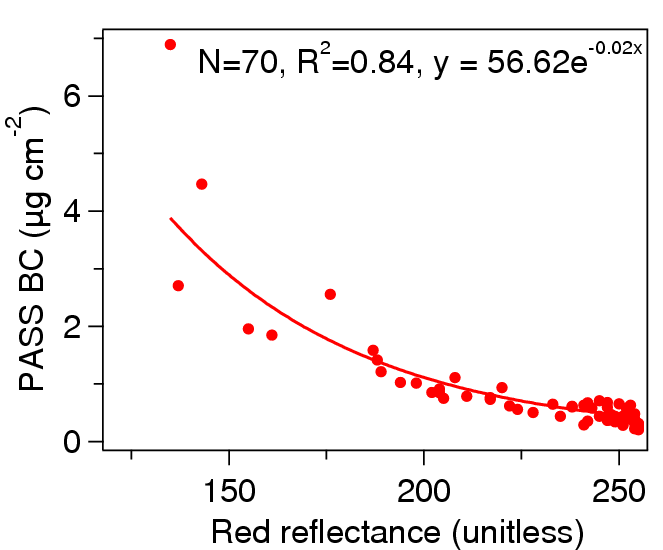 N=70, R²=0.84, y = 56.62e^-0.02x
PASS BC (µg cm^-2)
6
4
2
0
150 200 250
Red reflectance (unitless)